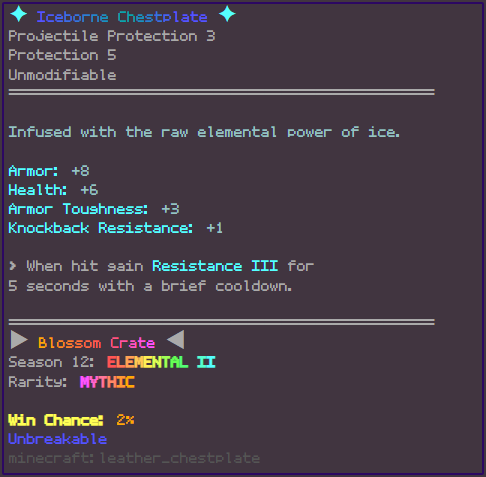 ✦ Iceborne Chestplate ✦
Projectile Protection 3
Protection 5
Unmodifiable
Infused with the raw elemental power of ice.
Armor: +8
Health: +6
Armor Toughness: +3
Knockback Resistance: +1
> When hit gain Resistance III for
5 seconds with a brief cooldown.
▶ Blossom Crate ◀
Season 12: ELEMENTAL II
Rarity: MYTHIC
Win Chance: 2%
Unbreakable
minecraft:leather_chestplate